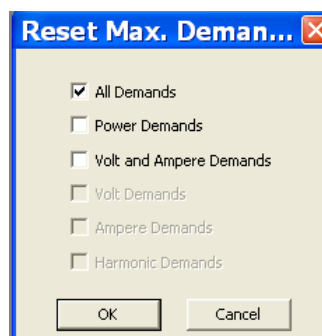 Reset Max. Deman...
All Demands
Power Demands
Volt and Ampere Demands
Volt Demands
Ampere Demands
Harmonic Demands
OK
Cancel